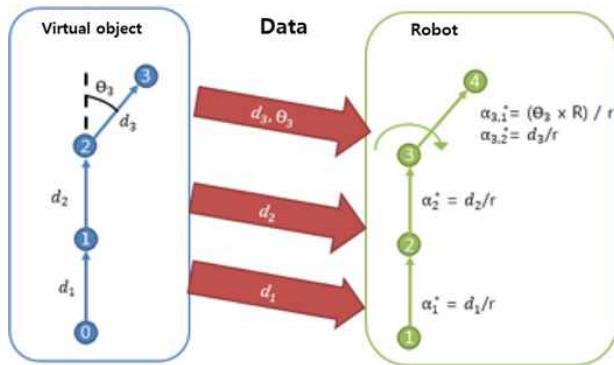 Virtual object
Data
Robot
3
Θ₃
d₃
2
d₂
1
d₁
0
d₃, Θ₃
d₂
d₁
4
α₃,₁* = (Θ₃ x R) / r
α₃,₂* = d₃/r
3
α₂* = d₂/r
2
α₁* = d₁/r
1